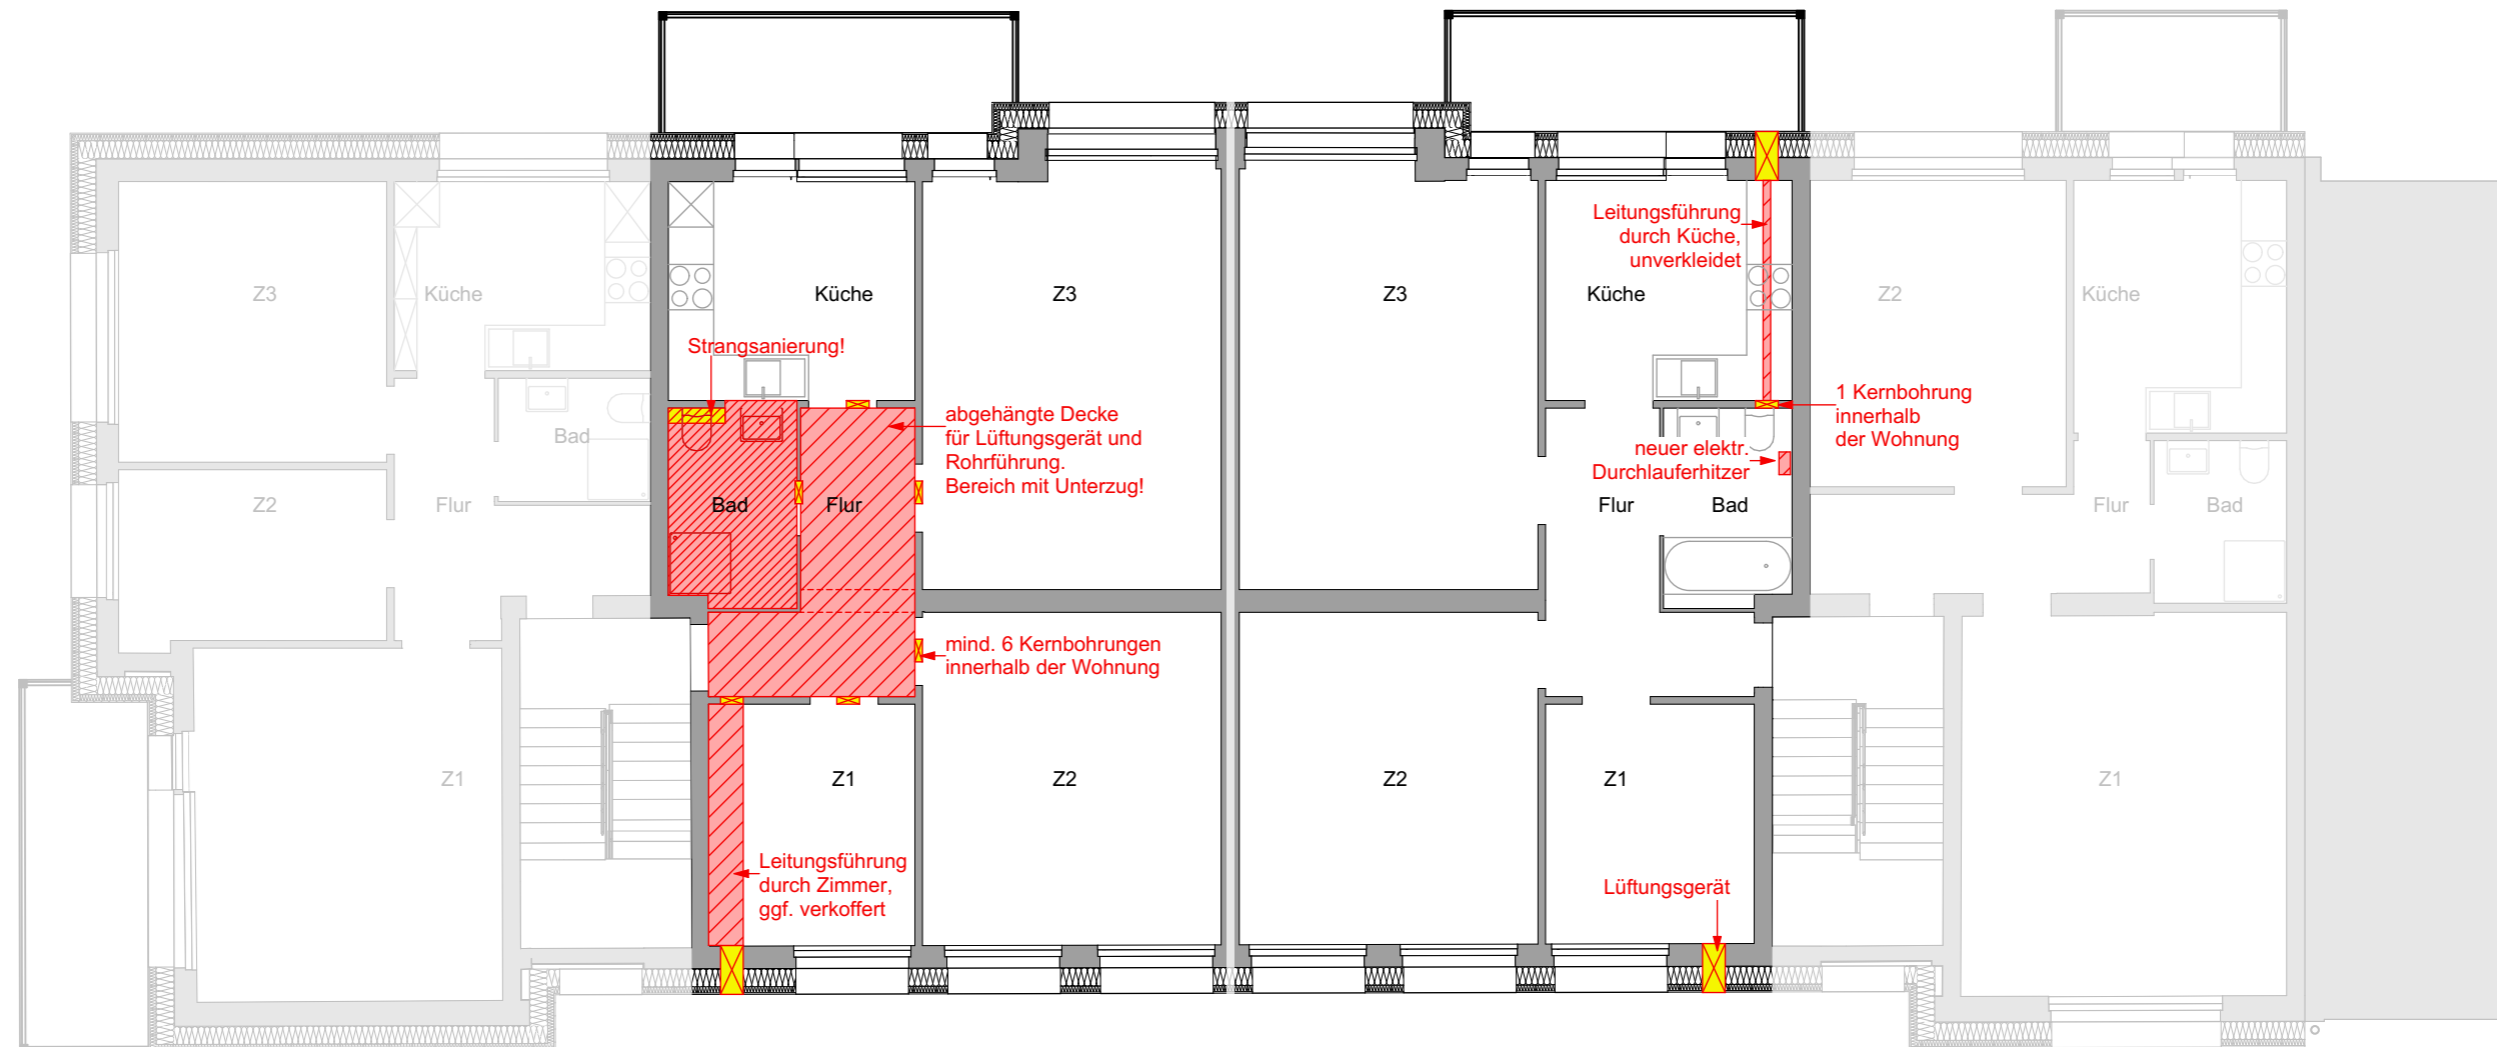 Leitungsführung
durch Küche,
unverkleidet
Z3
Küche
Küche
Z3
Z3
Küche
Z2
Küche
Strangsanierung!
abgehängte Decke
für Lüftungsgerät und
Rohrführung.
Bereich mit Unterzug!
1 Kernbohrung
innerhalb
der Wohnung
neuer elektr.
Durchlauferhitzer
Bad
Z2
Flur
Bad
Flur
Flur
Bad
Flur
Bad
mind. 6 Kernbohrungen
innerhalb der Wohnung
Z1
Z1
Z2
Z2
Z1
Z1
Leitungsführung
durch Zimmer,
ggf. verkoffert
Lüftungsgerät